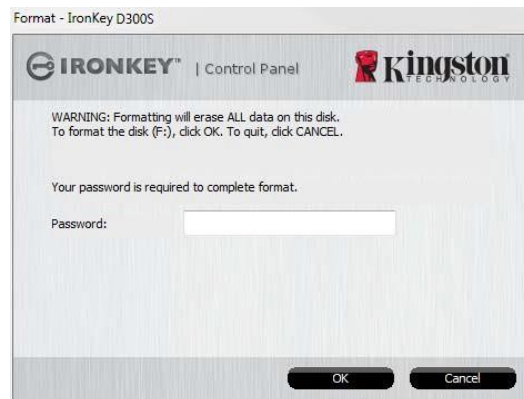 Format - IronKey D300S
IRONKEY™ | Control Panel
Kingston
TECHNOLOGY
WARNING: Formatting will erase ALL data on this disk.
To format the disk (F:), click OK. To quit, click CANCEL.
Your password is required to complete format.
Password:
OK Cancel